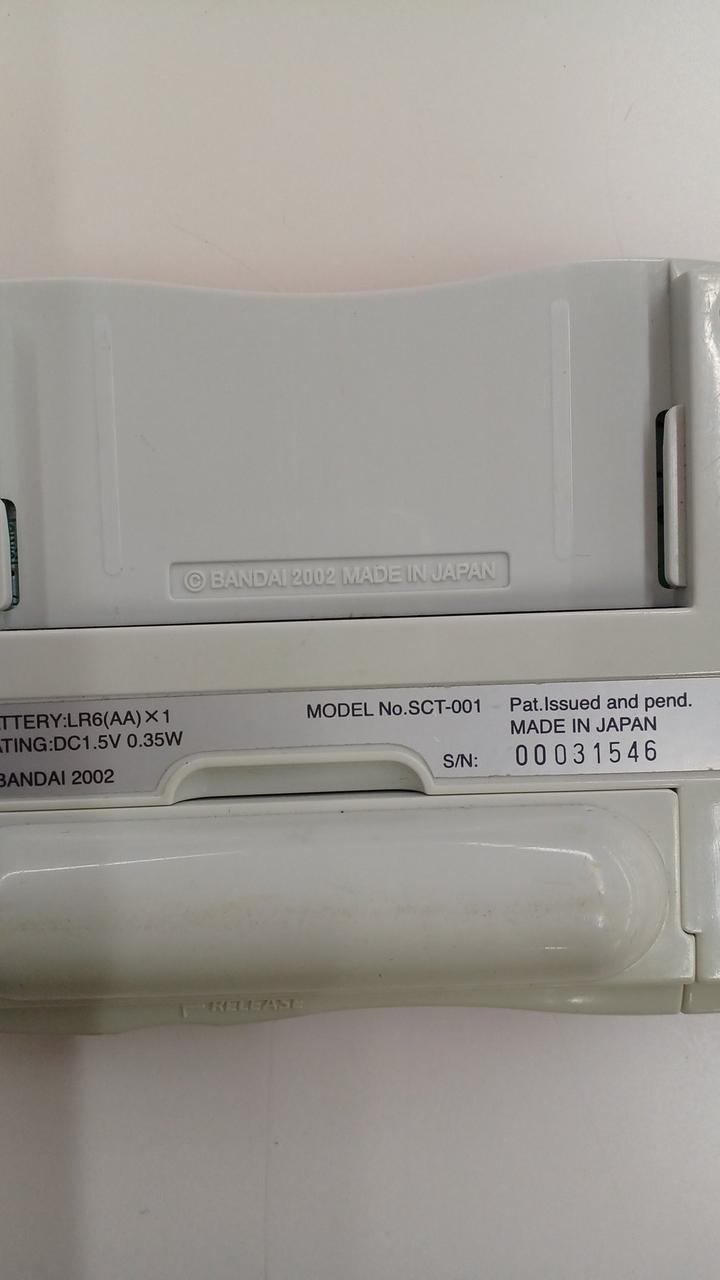 © BANDAI 2002 MADE IN JAPAN
TTERY:LR6(AA)×1
ATING:DC1.5V 0.35W
BANDAI 2002
MODEL No.SCT-001
Pat.Issued and pend.
MADE IN JAPAN
S/N: 00031546
RELEASE